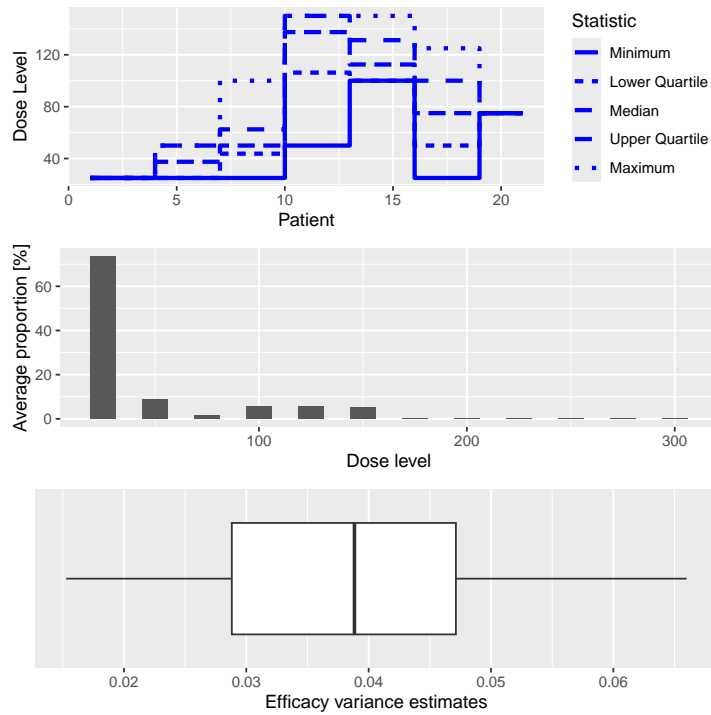 Dose Level
120
80
40
0
5
10
15
20
Patient
Statistic
Minimum
Lower Quartile
Median
Upper Quartile
Maximum
Average proportion [%]
60
40
20
0
100
200
300
Dose level
0.02
0.03
0.04
0.05
0.06
Efficacy variance estimates